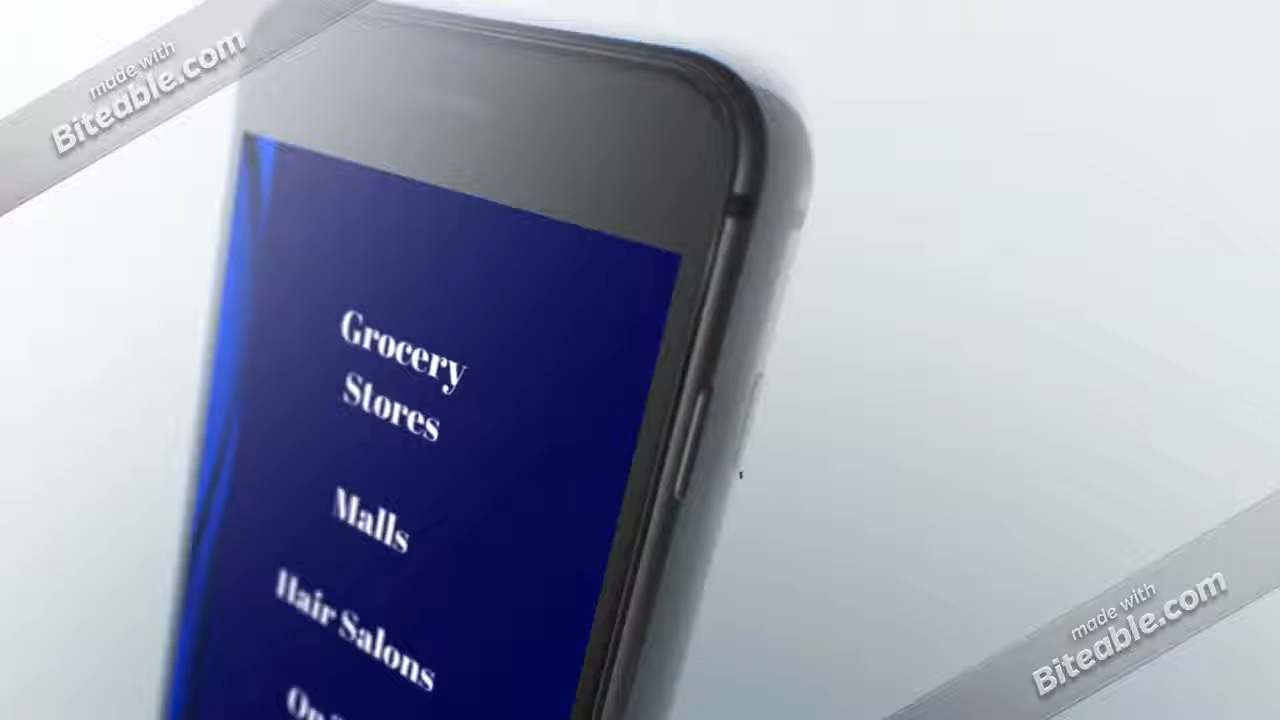 made with
Biteable.com
Grocery
Stores
Malls
Hair Salons
made with
Biteable.com